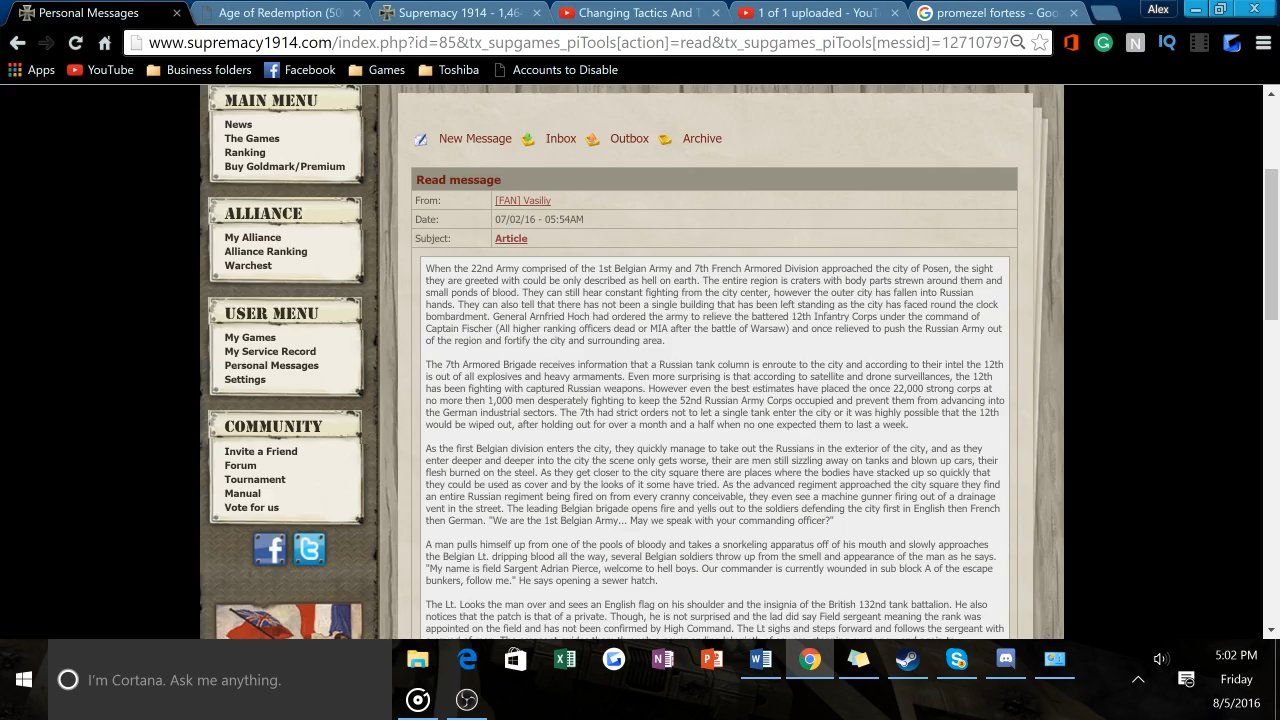 Personal Messages
Age of Redemption (50
Supremacy 1914 - 1,46
Changing Tactics And T
1 of 1 uploaded - YouT
promezel fortess - Goo
Alex
www.supremacy1914.com/index.php?id=85&tx_supgames_piTools[action]=read&tx_supgames_piTools[messid]=12710797
Apps
YouTube
Business folders
Facebook
Games
Toshiba
Accounts to Disable
MAIN MENU
News
The Games
Ranking
Buy Goldmark/Premium
ALLIANCE
My Alliance
Alliance Ranking
Warchest
USER MENU
My Games
My Service Record
Personal Messages
Settings
COMMUNITY
Invite a Friend
Forum
Tournament
Manual
Vote for us
New Message
Inbox
Outbox
Archive
Read message
From: [FAN] Vasiliv
Date: 07/02/16 - 05:54AM
Subject: Article
When the 22nd Army comprised of the 1st Belgian Army and 7th French Armored Division approached the city of Posen, the sight
they are greeted with could be only described as hell on earth. The entire region is craters with body parts strewn around them and
small ponds of blood. They can still hear constant fighting from the city center, however the outer city has fallen into Russian
hands. They can also tell that there has not been a single building that has been left standing as the city has faced round the clock
bombardment. General Arnfried Hoch had ordered the army to relieve the battered 12th Infantry Corps under the command of
Captain Fischer (All higher ranking officers dead or MIA after the battle of Warsaw) and once relieved to push the Russian Army out
of the region and fortify the city and surrounding area.
The 7th Armored Brigade receives information that a Russian tank column is enroute to the city and according to their intel the 12th
is out of all explosives and heavy armaments. Even more surprising is that according to satellite and drone surveillances, the 12th
has been fighting with captured Russian weapons. However even the best estimates have placed the once 22,000 strong corps at
no more then 1,000 men desperately fighting to keep the 52nd Russian Army Corps occupied and prevent them from advancing into
the German industrial sectors. The 7th had strict orders not to let a single tank enter the city or it was highly possible that the 12th
would be wiped out, after holding out for over a month and a half when no one expected them to last a week.
As the first Belgian division enters the city, they quickly manage to take out the Russians in the exterior of the city, and as they
enter deeper and deeper into the city the scene only gets worse, their are men still sizzling away on tanks and blown up cars, their
flesh burned on the steel. As they get closer to the city square there are places where the bodies have stacked up so quickly that
they could be used as cover and by the looks of it some have tried. As the advanced regiment approached the city square they find
an entire Russian regiment being fired on from every cranny conceivable, they even see a machine gunner firing out of a drainage
vent in the street. The leading Belgian brigade opens fire and yells out to the soldiers defending the city first in English then French
then German. "We are the 1st Belgian Army... May we speak with your commanding officer?"
A man pulls himself up from one of the pools of bloody and takes a snorkeling apparatus off of his mouth and slowly approaches
the Belgian Lt. dripping blood all the way, several Belgian soldiers throw up from the smell and appearance of the man as he says.
"My name is field Sargent Adrian Pierce, welcome to hell boys. Our commander is currently wounded in sub block A of the escape
bunkers, follow me." He says opening a sewer hatch.
The Lt. Looks the man over and sees an English flag on his shoulder and the insignia of the British 132nd tank battalion. He also
notices that the patch is that of a private. Though, he is not surprised and the lad did say Field sergeant meaning the rank was
appointed on the field and has not been confirmed by High Command. The Lt sighs and steps forward and follows the sergeant with
I'm Cortana. Ask me anything.
5:02 PM
Friday
8/5/2016